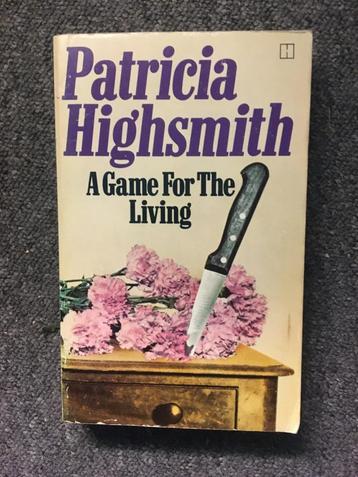 H
Patricia
Highsmith
A Game For The
Living